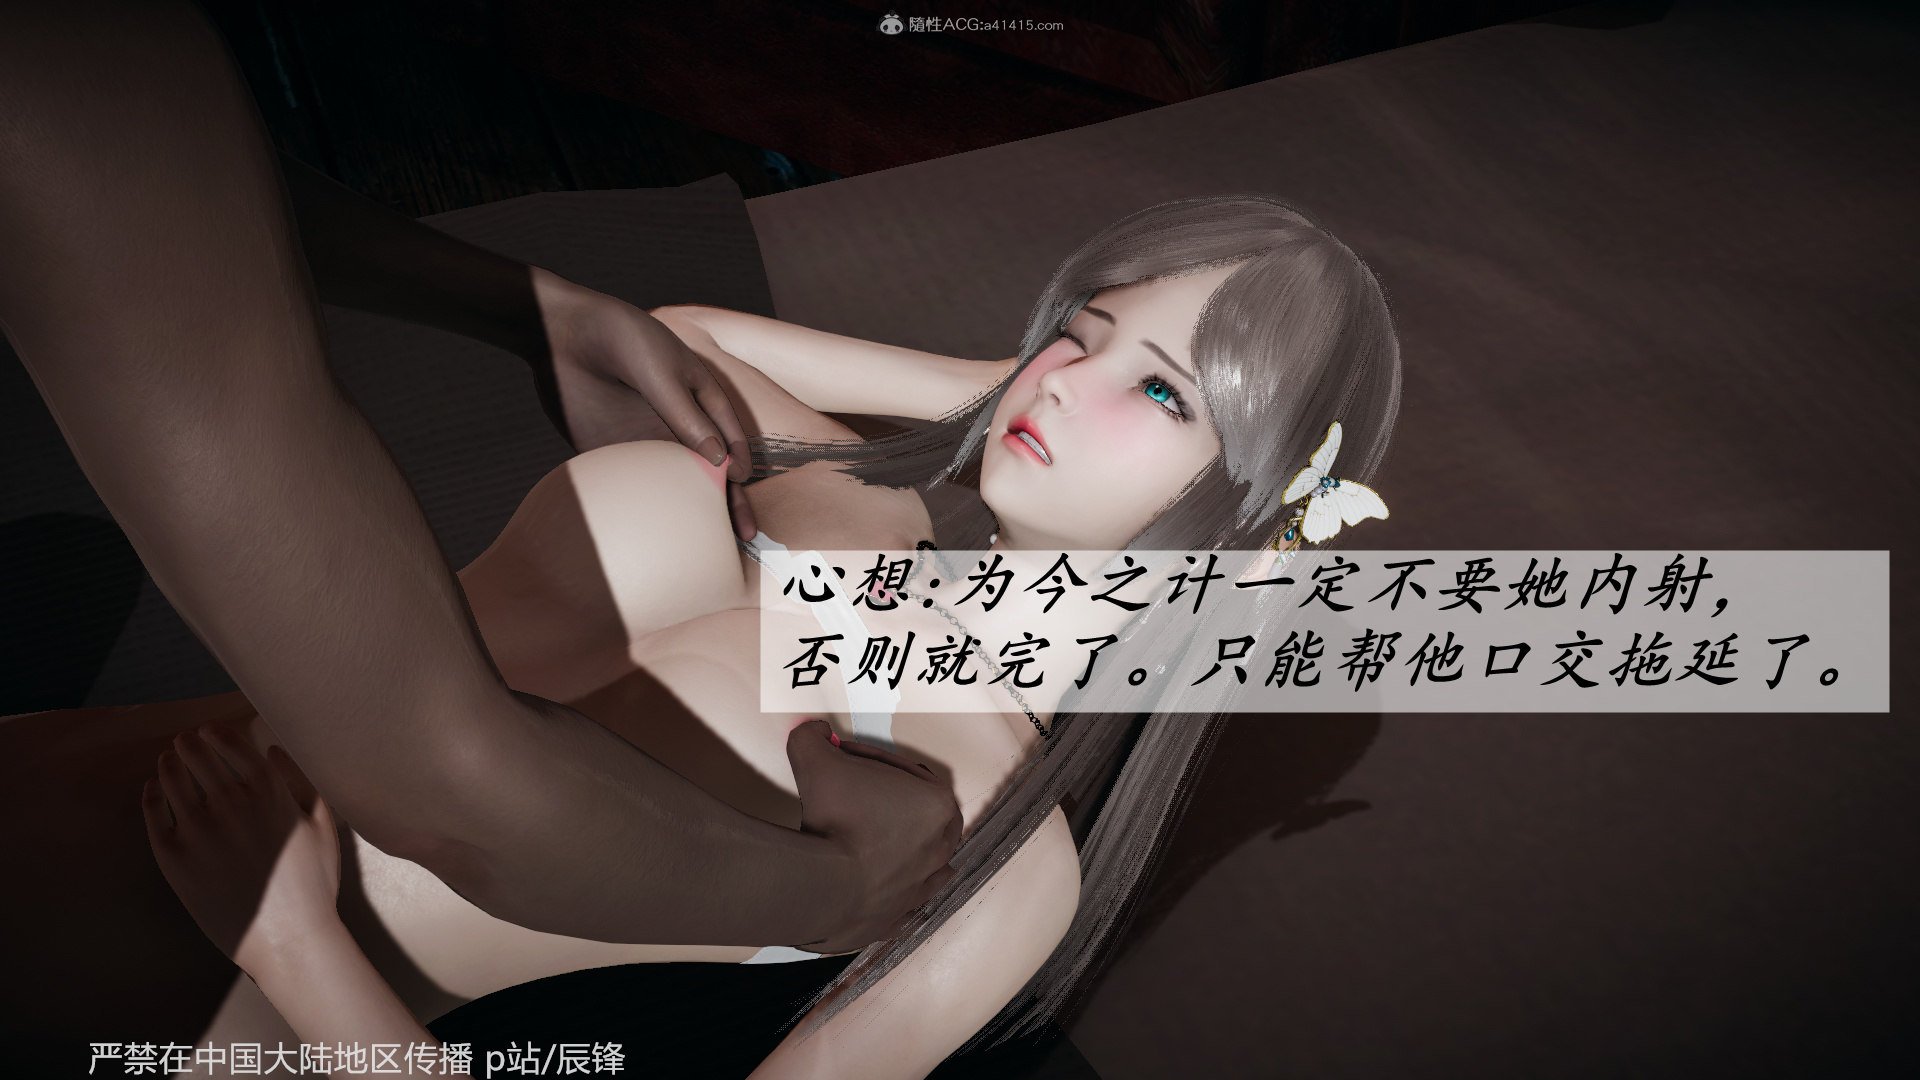 隨性ACG:a41415.com
心想:为今之计一定不要她内射,
否则就完了。只能帮他口交拖延了。
严禁在中国大陆地区传播 p站/辰锋